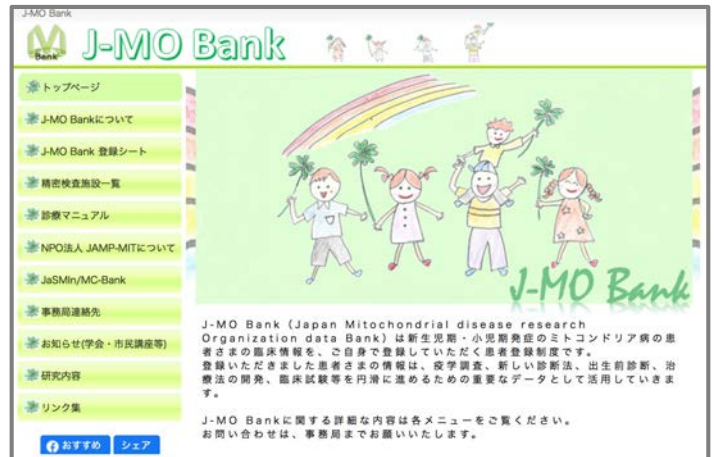 J-MO Bank
Bank
J-MO Bank
トップページ
J-MO Bankについて
J-MO Bank 登録シート
精密検査施設一覧
診療マニュアル
NPO法人 JAMP-MITについて
JaSMIn/MC-Bank
事務局連絡先
お知らせ(学会・市民講座等)
研究内容
リンク集
おすすめ シェア
J-MO Bank
J-MO Bank（Japan Mitochondrial disease research
Organization data Bank）は新生児期・小児期発症のミトコンドリア病の患
者さまの臨床情報を、ご自身で登録していただく患者登録制度です。
登録いただきました患者さまの情報は、疫学調査、新しい診断法、出生前診断、治
療法の開発、臨床試験等を円滑に進めるための重要なデータとして活用していきま
す。
J-MO Bankに関する詳細な内容は各メニューをご覧ください。
お問い合わせは、事務局までお願いいたします。